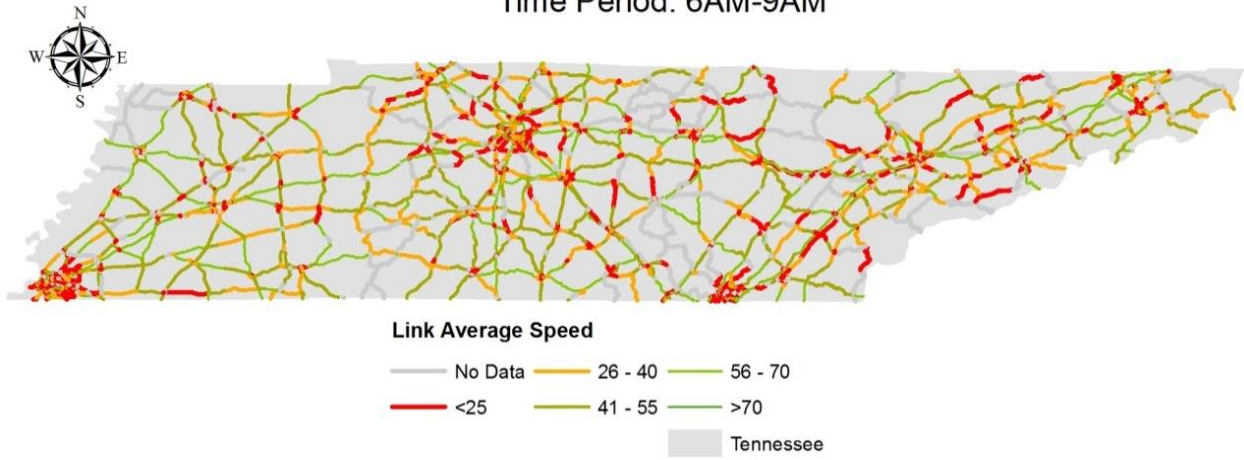 Time Period: 6AM-9AM
N
W E
S
Link Average Speed
No Data 26 - 40 56 - 70
<25 41 - 55 >70
Tennessee